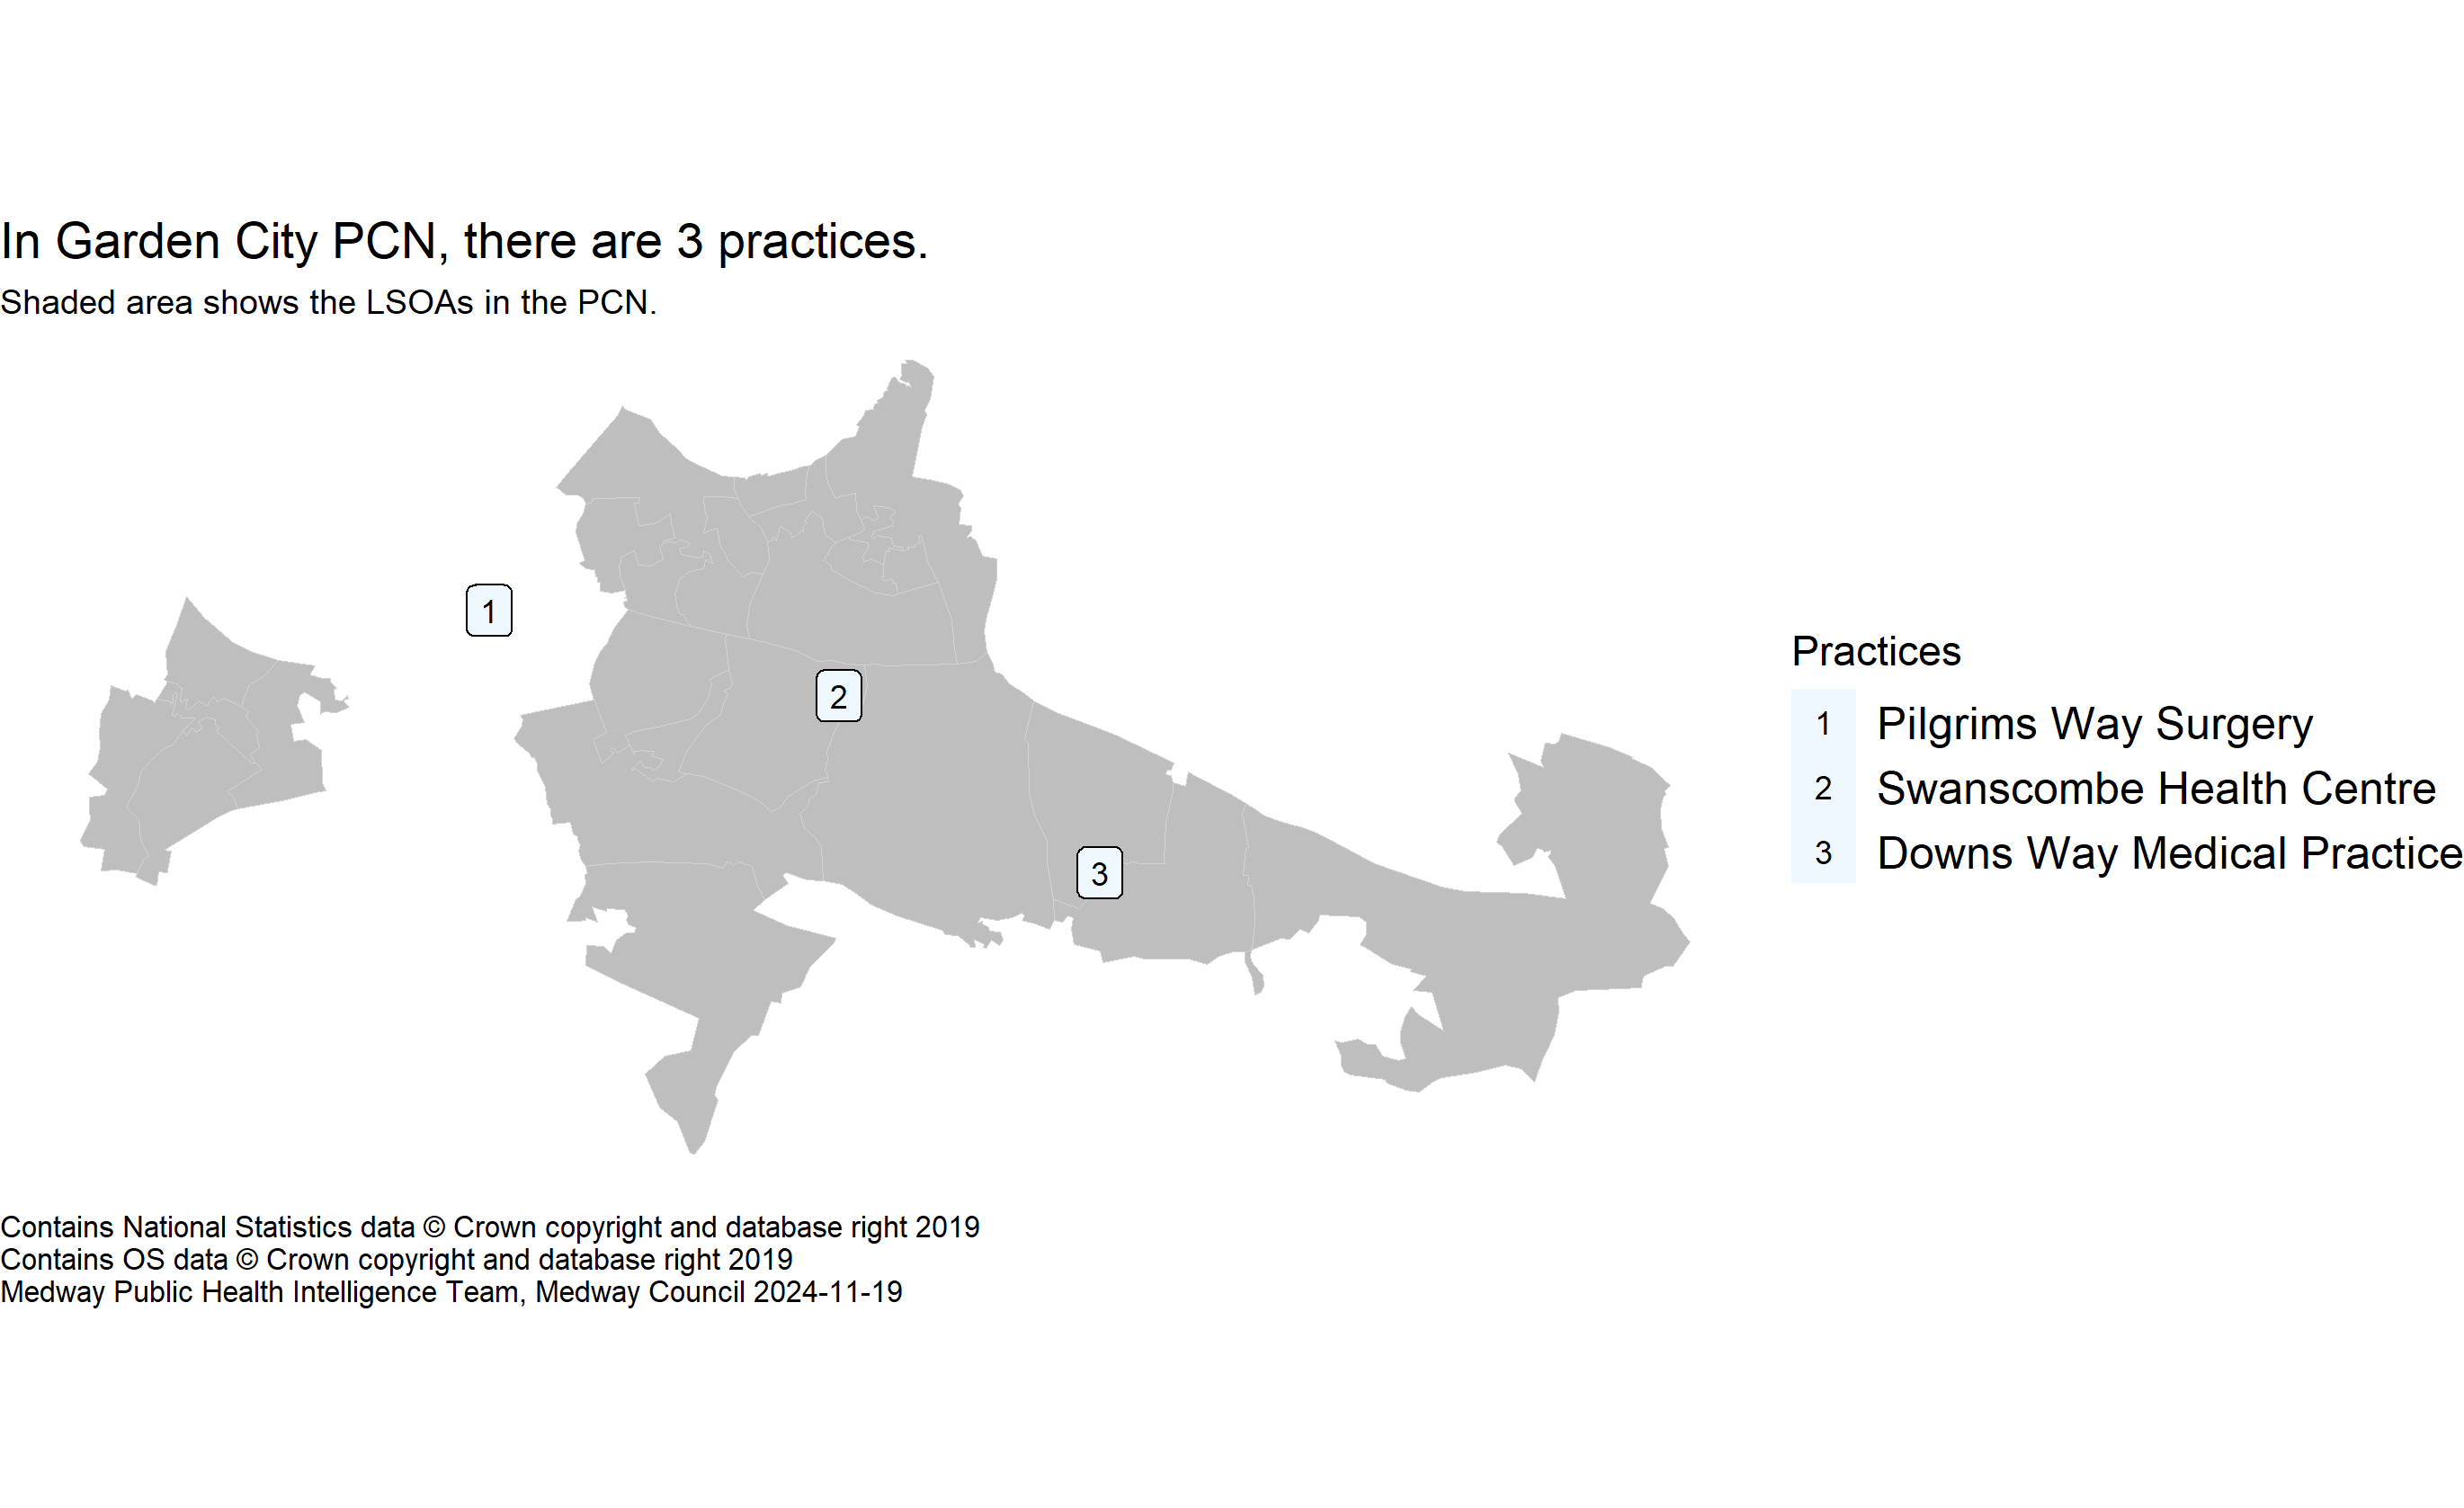 In Garden City PCN, there are 3 practices.
Shaded area shows the LSOAs in the PCN.
1
2
3
Practices
1 Pilgrims Way Surgery
2 Swanscombe Health Centre
3 Downs Way Medical Practice
Contains National Statistics data © Crown copyright and database right 2019
Contains OS data © Crown copyright and database right 2019
Medway Public Health Intelligence Team, Medway Council 2024-11-19